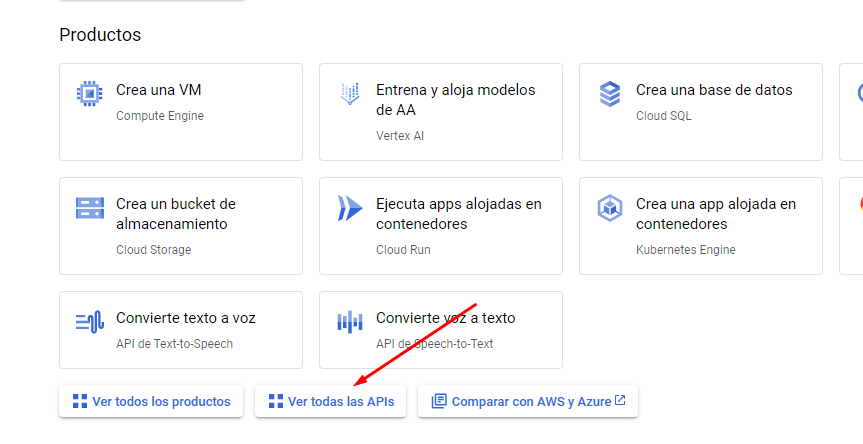 Productos
Crea una VM
Compute Engine
Entrena y aloja modelos
de AA
Vertex AI
Crea una base de datos
Cloud SQL
Crea un bucket de
almacenamiento
Cloud Storage
Ejecuta apps alojadas en
contenedores
Cloud Run
Crea una app alojada en
contenedores
Kubernetes Engine
Convierte texto a voz
API de Text-to-Speech
Convierte voz a texto
API de Speech-to-Text
Ver todos los productos
Ver todas las APIs
Comparar con AWS y Azure